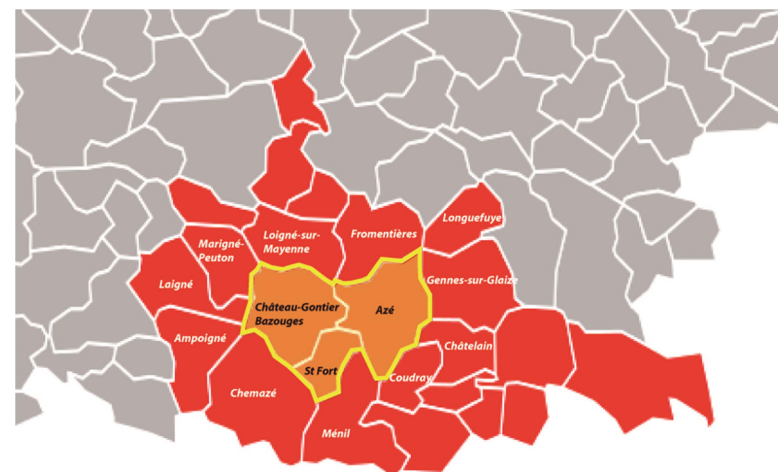 Longuefuye
Loigné-sur-
Mayenne
Fromentières
Marigné-
Peuton
Laigné
Gennes-sur-Glaize
Château-Gontier
Bazouges
Azé
Ampoigné
Châtelain
St Fort
Coudray
Chemazé
Ménil